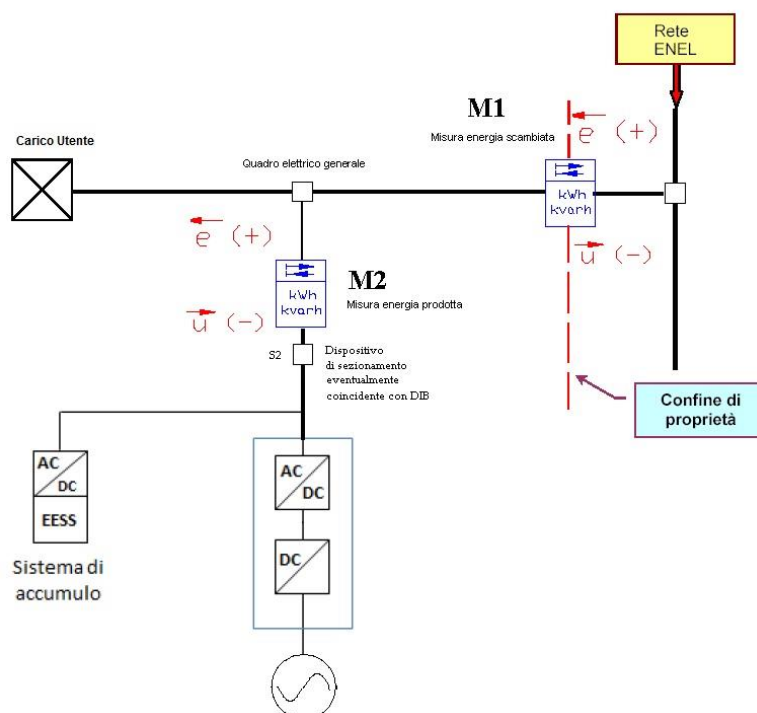 Rete
ENEL
M1
Misura energia scambiata
e (+)
Carico Utente
Quadro elettrico generale
kWh
kvarh
e (+)
u (-)
M2
Misura energia prodotta
kWh
kvarh
u (-)
S2
Dispositivo
di sezionamento
eventualmente
coincidente con DIB
Confine di
proprietà
AC
DC
EESS
Sistema di
accumulo
AC
DC
DC